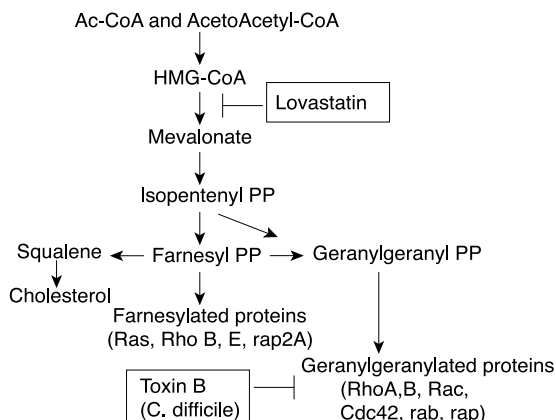 Ac-CoA and AcetoAcetyl-CoA
HMG-CoA
Lovastatin
Mevalonate
Isopentenyl PP
Squalene
Farnesyl PP
Geranylgeranyl PP
Cholesterol
Farnesylated proteins
(Ras, Rho B, E, rap2A)
Geranylgeranylated proteins
(RhoA,B, Rac,
Cdc42, rab, rap)
Toxin B
(C. difficile)